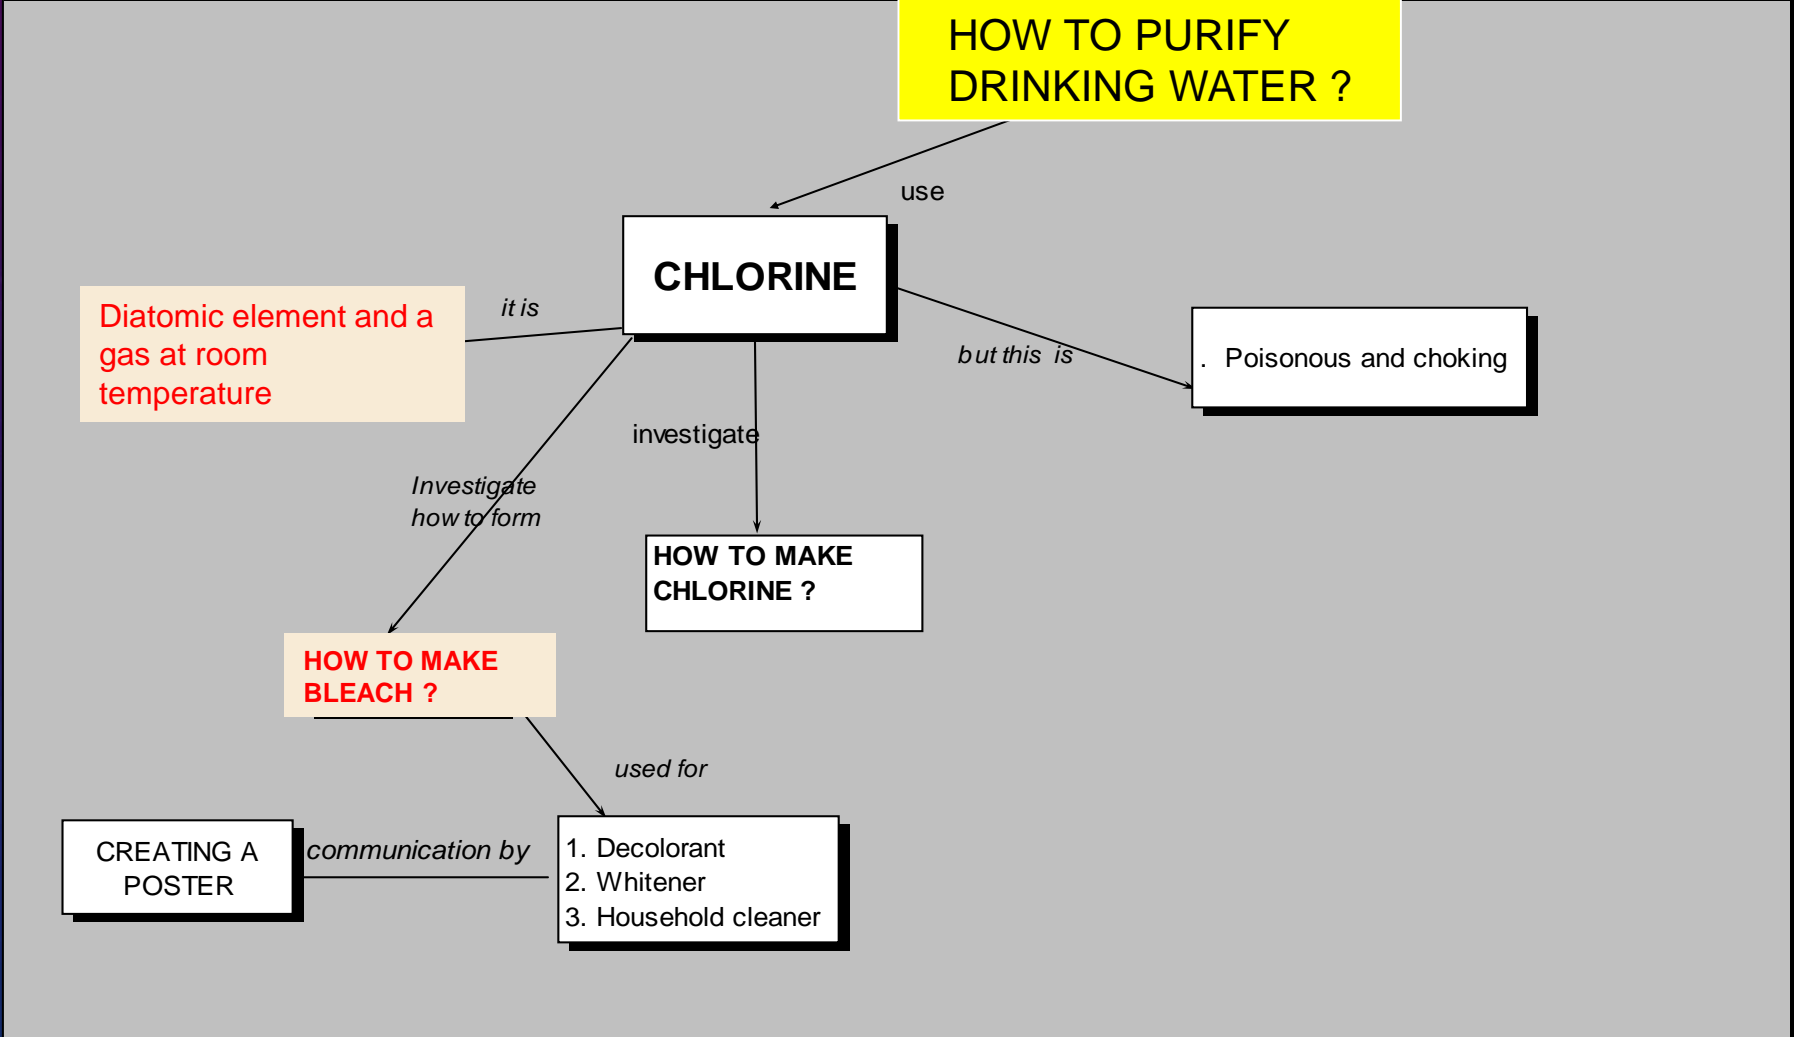 HOW TO PURIFY
DRINKING WATER ?
use
CHLORINE
it is
Diatomic element and a
gas at room
temperature
but this is
. Poisonous and choking
investigate
Investigate
how to form
HOW TO MAKE
CHLORINE ?
HOW TO MAKE
BLEACH ?
used for
CREATING A
POSTER
communication by
1. Decolorant
2. Whitener
3. Household cleaner